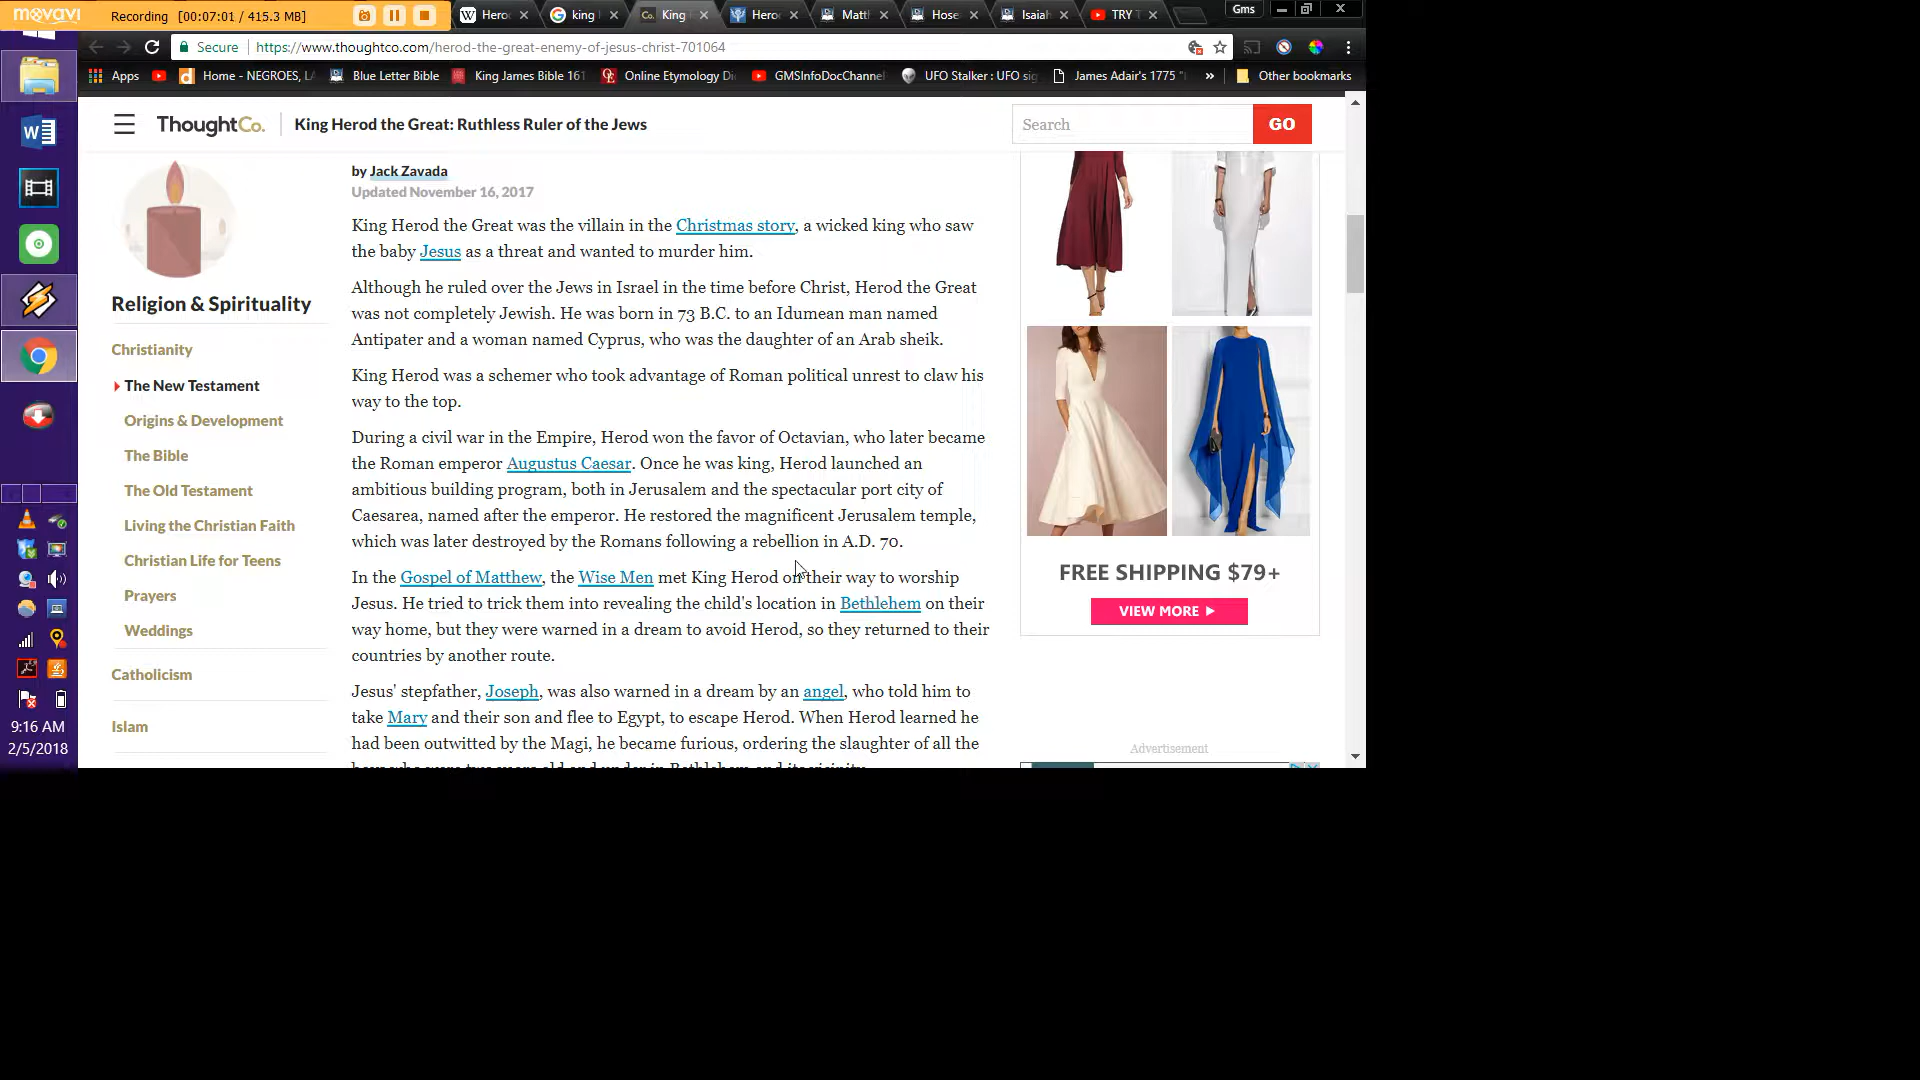 movavi Recording [00:07:01 / 415.3 MB]
Hero king King Hero Matt Hose Isaiah TRY T Gms
Secure https://www.thoughtco.com/herod-the-great-enemy-of-jesus-christ-701064
Apps Home - NEGROES, LA Blue Letter Bible King James Bible 161 Online Etymology Di GMSInfoDocChannel UFO Stalker : UFO sig James Adair's 1775 " » Other bookmarks
ThoughtCo. King Herod the Great: Ruthless Ruler of the Jews Search GO
by Jack Zavada
Updated November 16, 2017
King Herod the Great was the villain in the Christmas story, a wicked king who saw
the baby Jesus as a threat and wanted to murder him.
Although he ruled over the Jews in Israel in the time before Christ, Herod the Great
was not completely Jewish. He was born in 73 B.C. to an Idumean man named
Antipater and a woman named Cyprus, who was the daughter of an Arab sheik.
King Herod was a schemer who took advantage of Roman political unrest to claw his
way to the top.
During a civil war in the Empire, Herod won the favor of Octavian, who later became
the Roman emperor Augustus Caesar. Once he was king, Herod launched an
ambitious building program, both in Jerusalem and the spectacular port city of
Caesarea, named after the emperor. He restored the magnificent Jerusalem temple,
which was later destroyed by the Romans following a rebellion in A.D. 70.
In the Gospel of Matthew, the Wise Men met King Herod on their way to worship
Jesus. He tried to trick them into revealing the child's location in Bethlehem on their
way home, but they were warned in a dream to avoid Herod, so they returned to their
countries by another route.
Jesus' stepfather, Joseph, was also warned in a dream by an angel, who told him to
take Mary and their son and flee to Egypt, to escape Herod. When Herod learned he
had been outwitted by the Magi, he became furious, ordering the slaughter of all the
Religion & Spirituality
Christianity
The New Testament
Origins & Development
The Bible
The Old Testament
Living the Christian Faith
Christian Life for Teens
Prayers
Weddings
Catholicism
Islam
FREE SHIPPING $79+
VIEW MORE
Advertisement
9:16 AM
2/5/2018